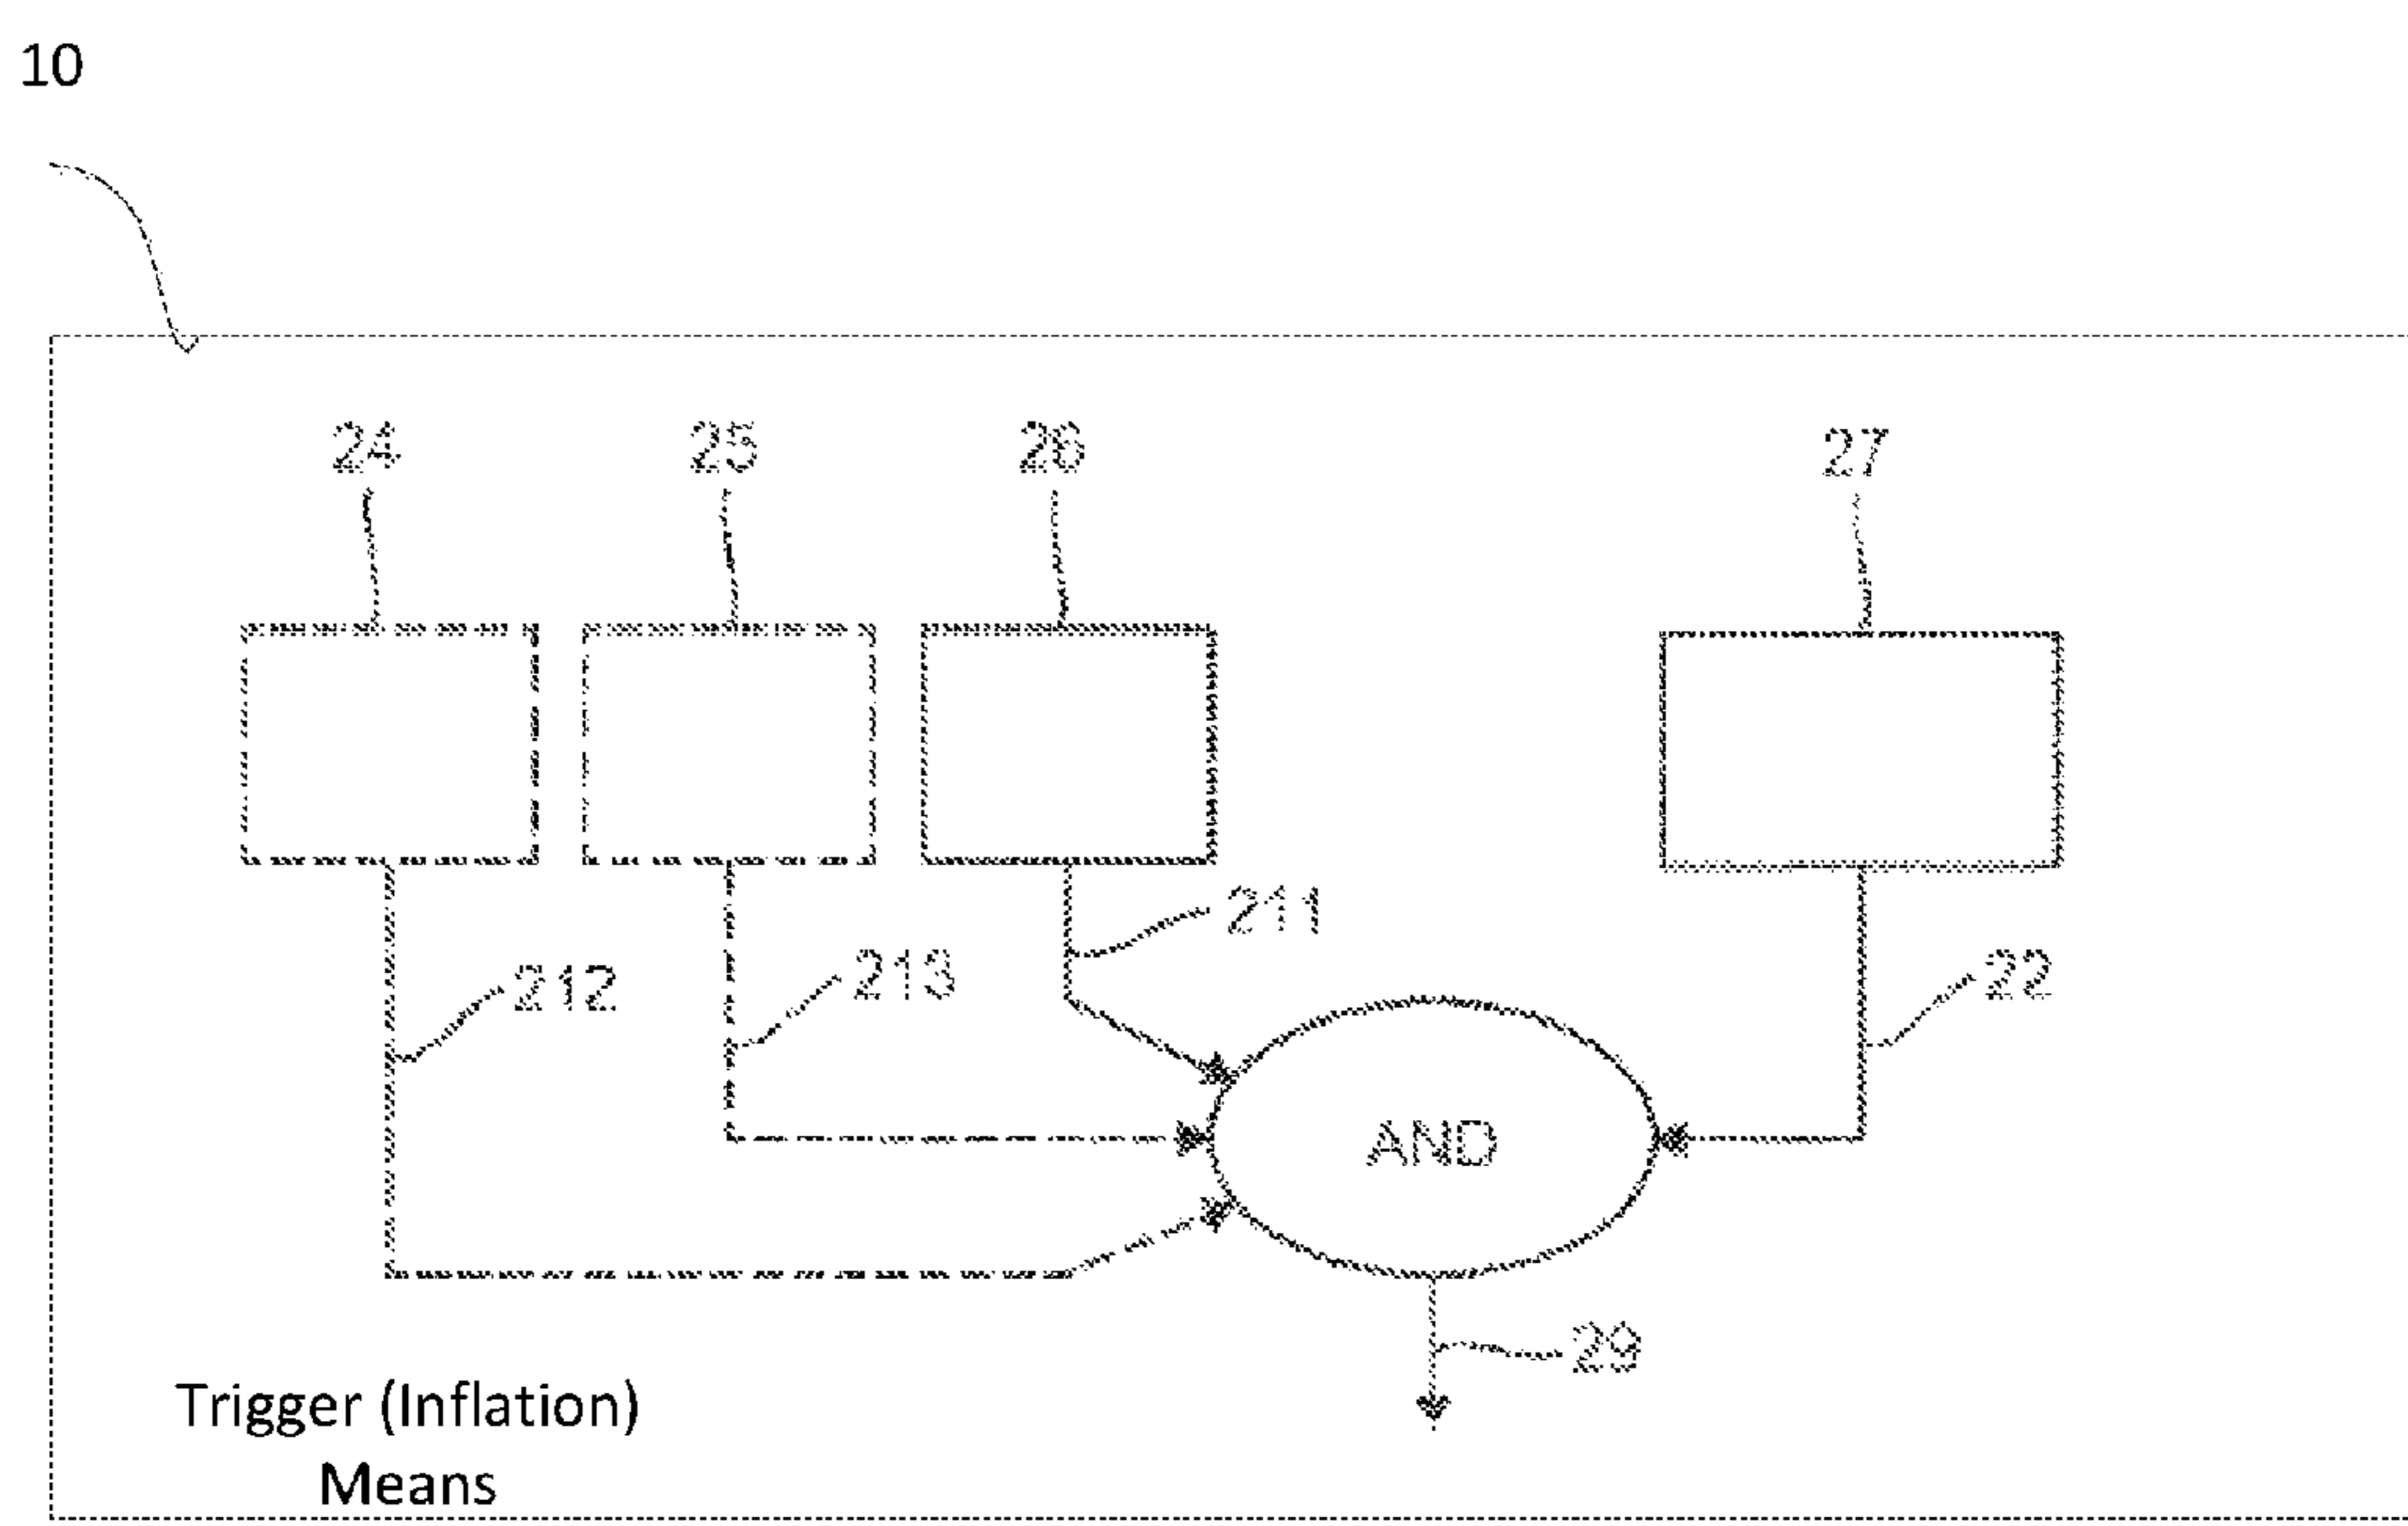 10
24 25 26 27
211
212 213 22
AND
29
Trigger (Inflation)
Means